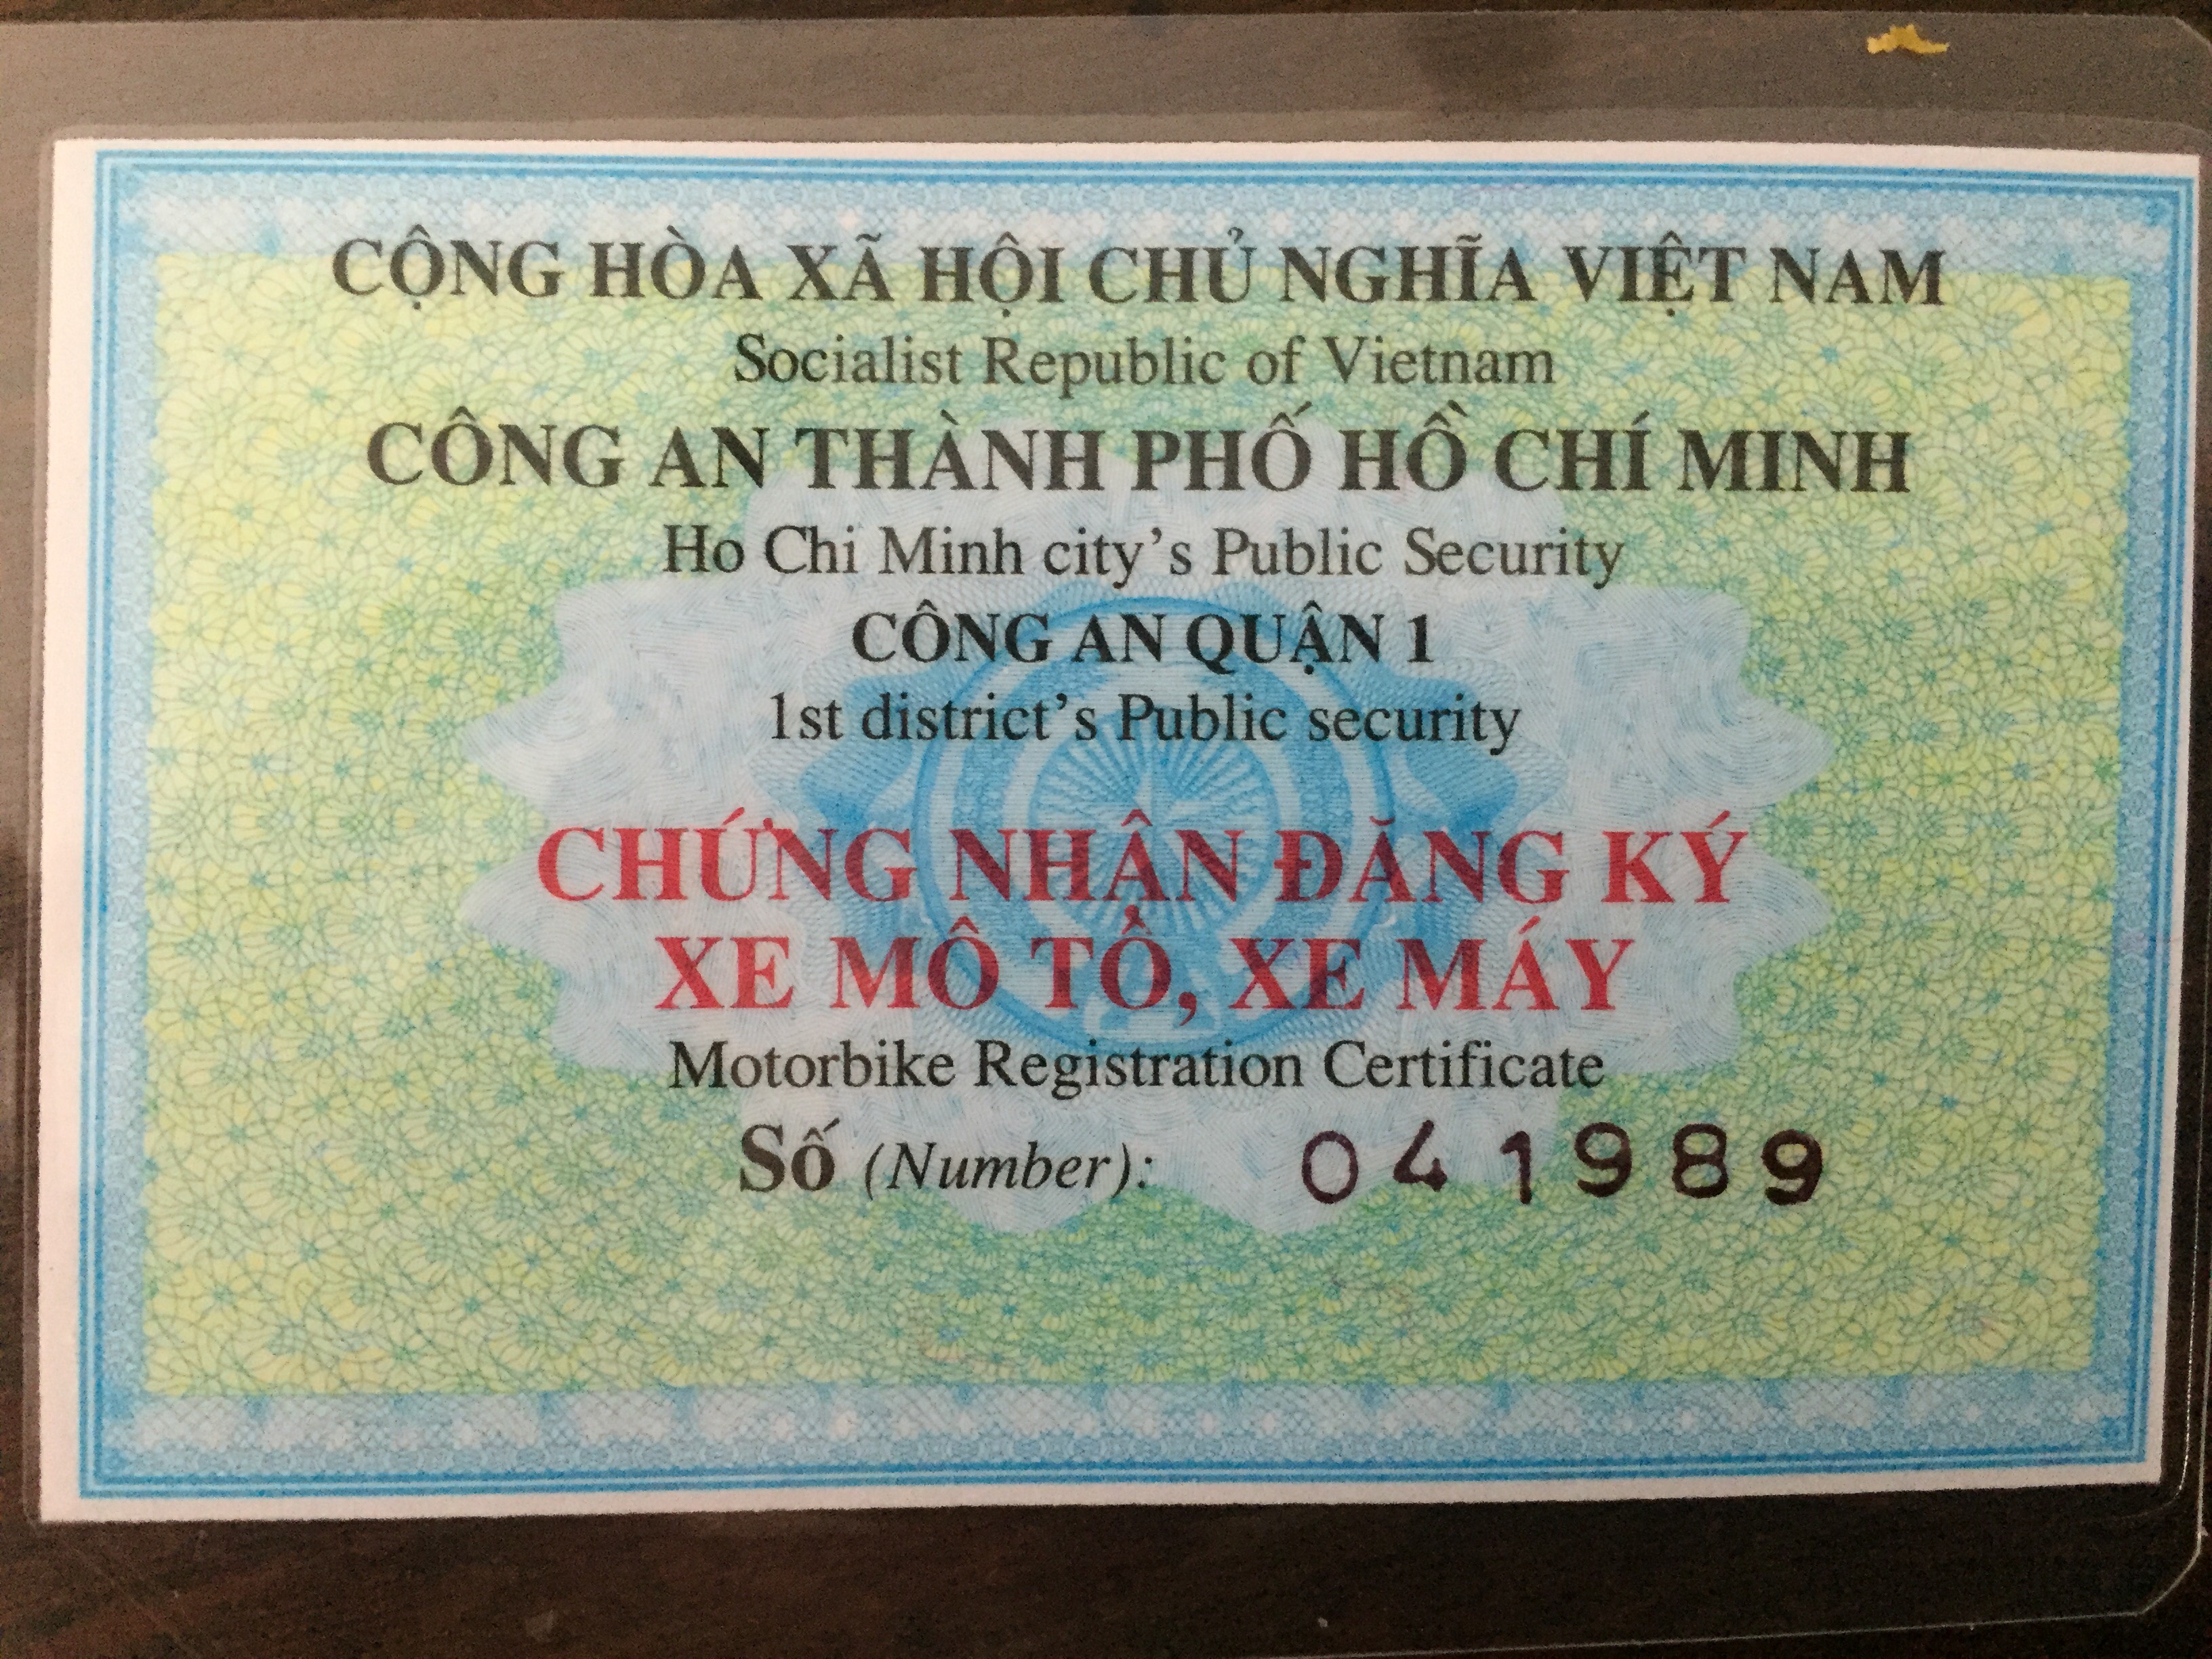 CỘNG HÒA XÃ HỘI CHỦ NGHĨA VIỆT NAM
Socialist Republic of Vietnam
CÔNG AN THÀNH PHỐ HỒ CHÍ MINH
Ho Chi Minh city's Public Security
CÔNG AN QUẬN 1
1st district's Public security
CHỨNG NHẬN ĐĂNG KÝ
XE MÔ TÔ, XE MÁY
Motorbike Registration Certificate
Số (Number): 041989